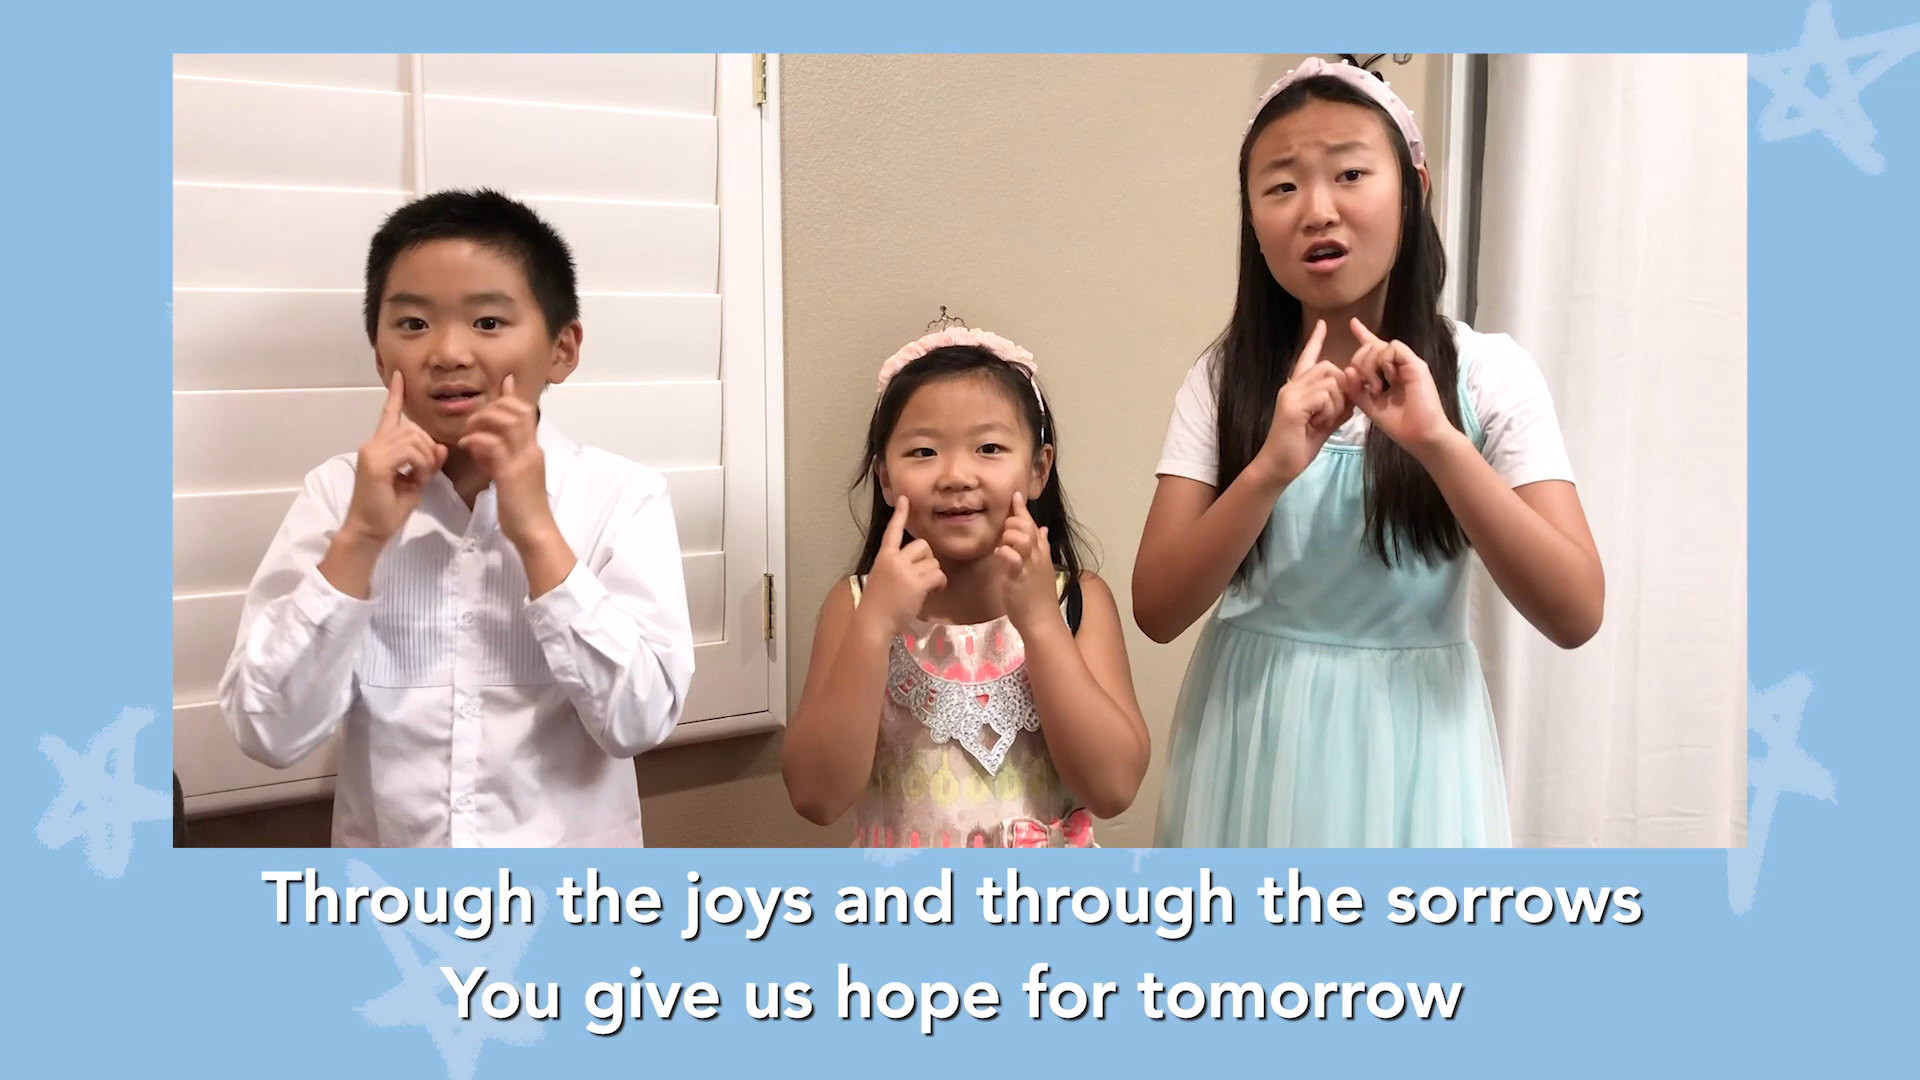 Through the joys and through the sorrows
You give us hope for tomorrow